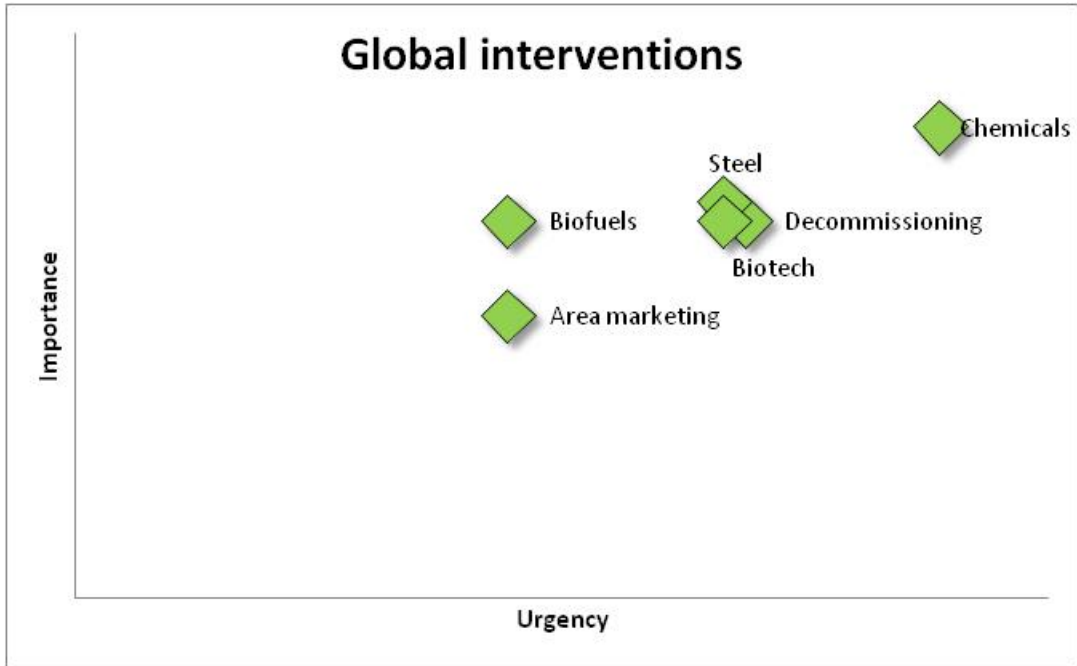 Global interventions
Chemicals
Steel
Biofuels
Decommissioning
Biotech
Area marketing
Importance
Urgency